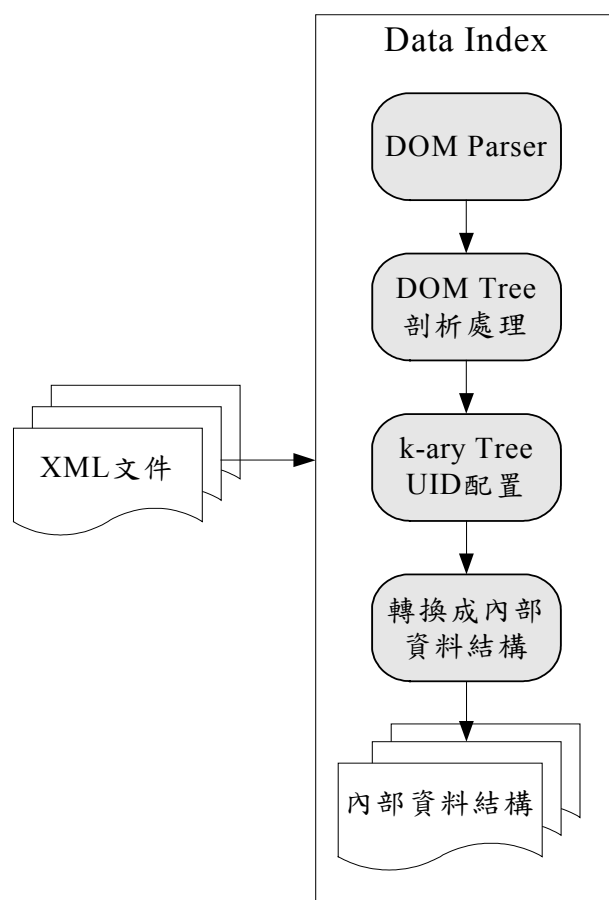 Data Index
DOM Parser
DOM Tree
剖析處理
XML文件
k-ary Tree
UID配置
轉換成內部
資料結構
內部資料結構